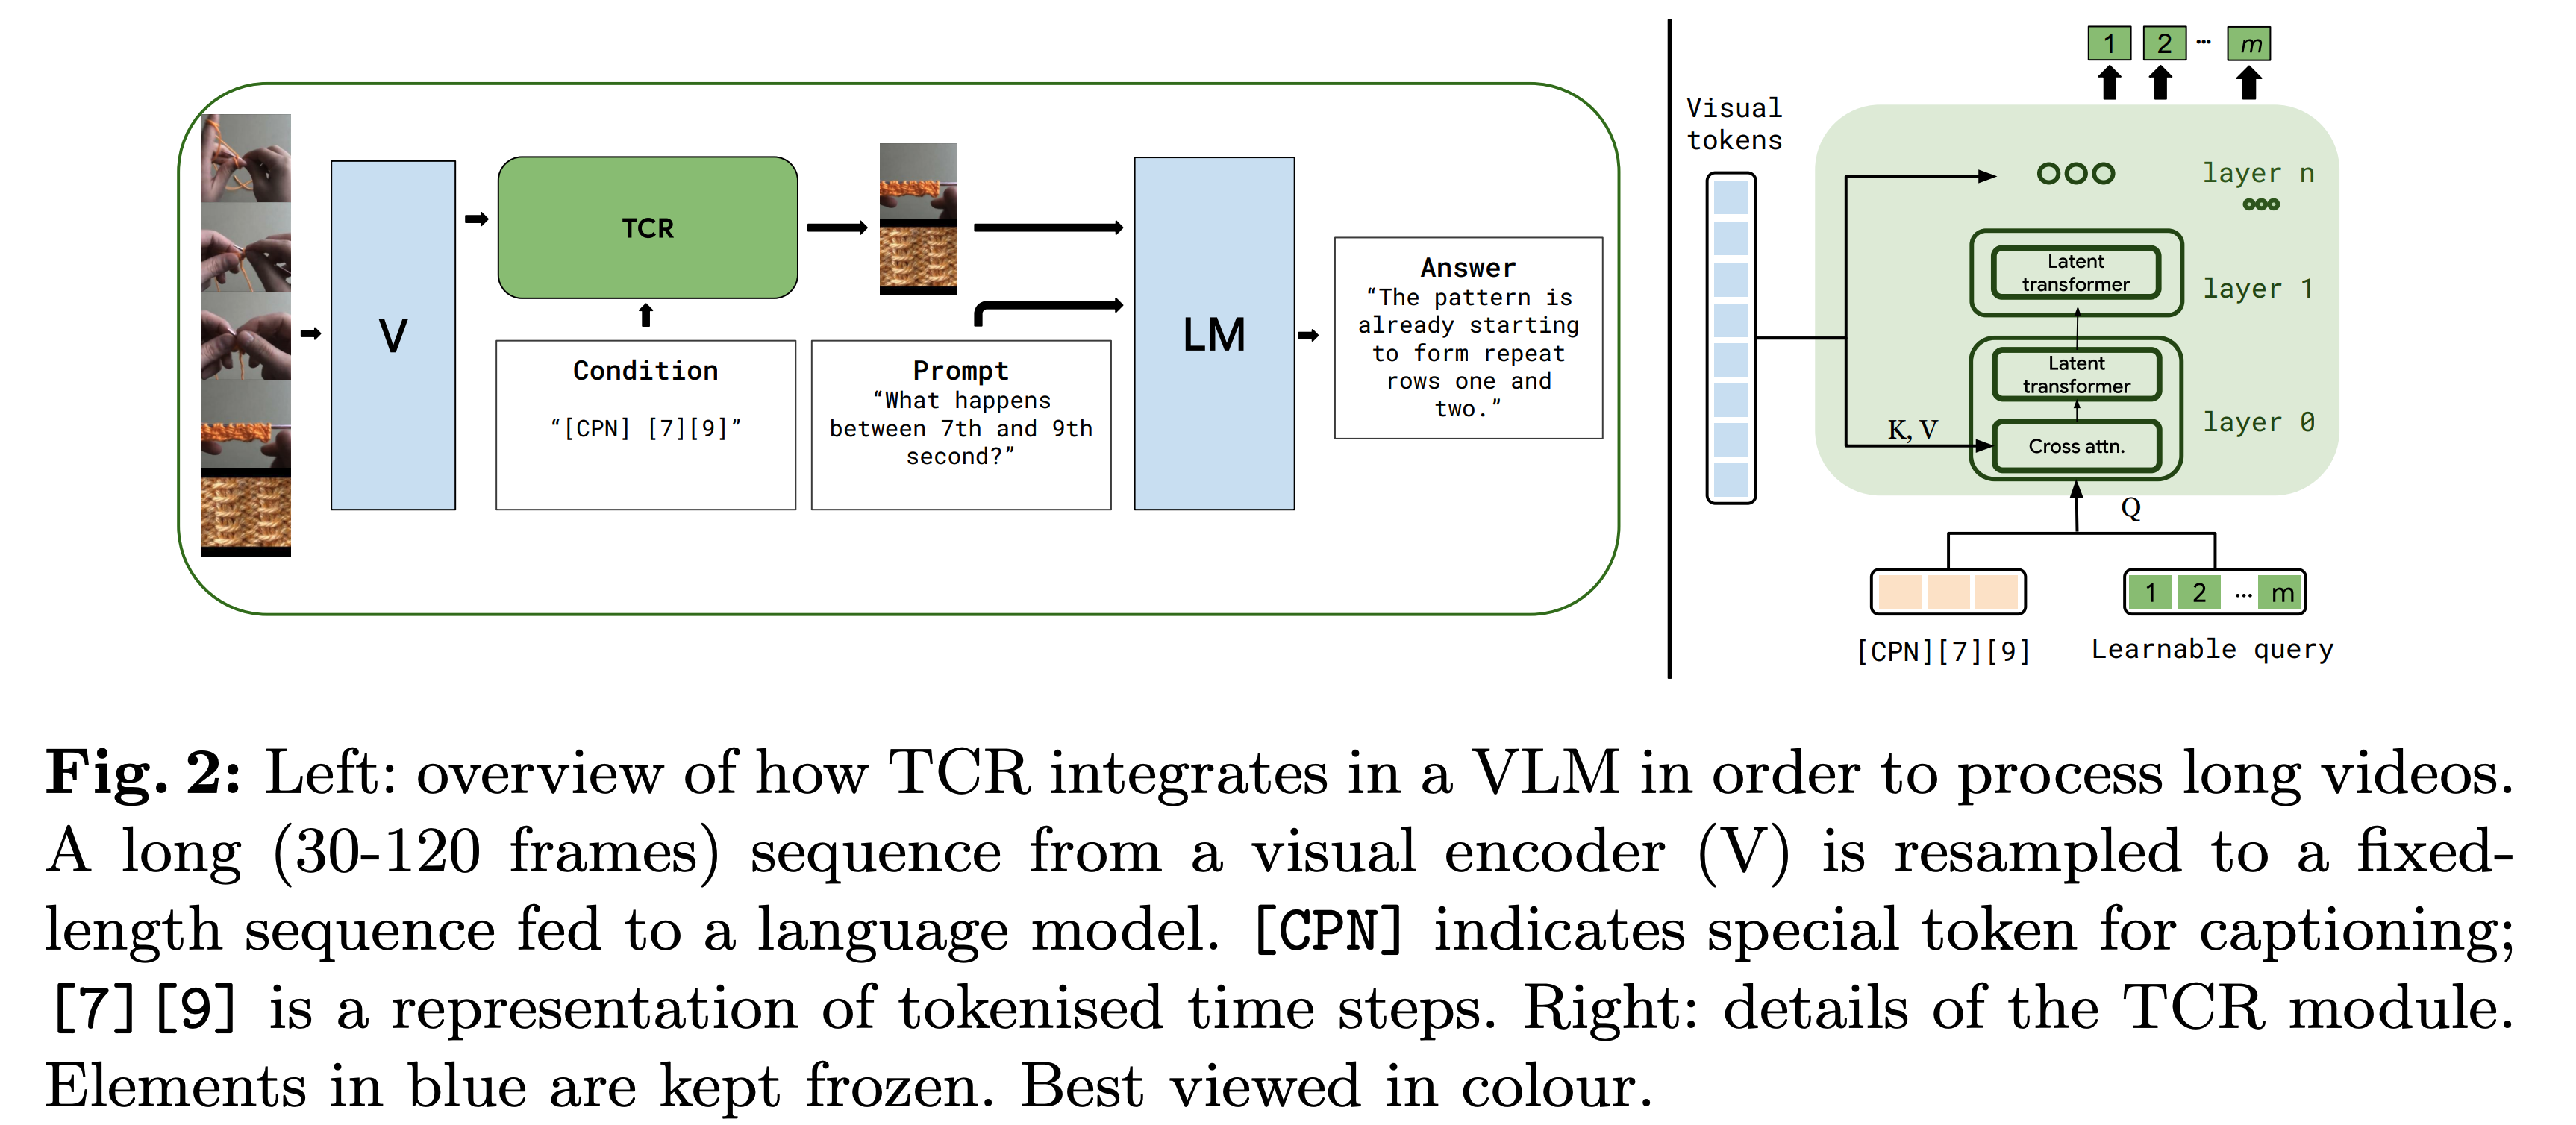 V
TCR
Condition
“[CPN] [7][9]”
Prompt
“What happens
between 7th and 9th
second?”
LM
Answer
“The pattern is
already starting
to form repeat
rows one and
two.”
Visual
tokens
1 2 … m
layer n
Latent
transformer
layer 1
Latent
transformer
layer 0
K, V
Cross attn.
Q
1 2 … m
[CPN][7][9]
Learnable query
Fig. 2: Left: overview of how TCR integrates in a VLM in order to process long videos.
A long (30-120 frames) sequence from a visual encoder (V) is resampled to a fixed-
length sequence fed to a language model. [CPN] indicates special token for captioning;
[7][9] is a representation of tokenised time steps. Right: details of the TCR module.
Elements in blue are kept frozen. Best viewed in colour.